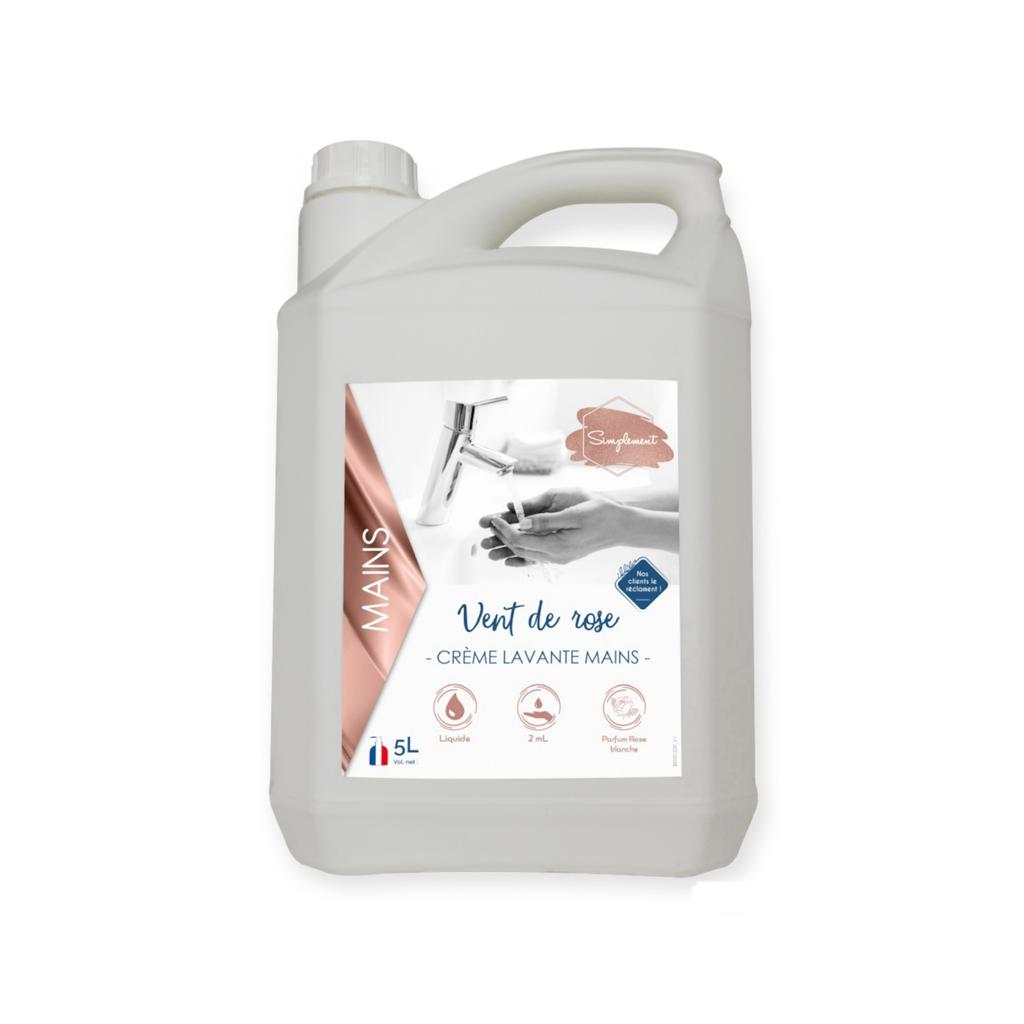 Simplement
MAINS
Nos
clients le
réclament !
Vent de rose
- CRÈME LAVANTE MAINS -
Liquide
2 mL
Parfum Rose
blanche
5L
Vol. net :